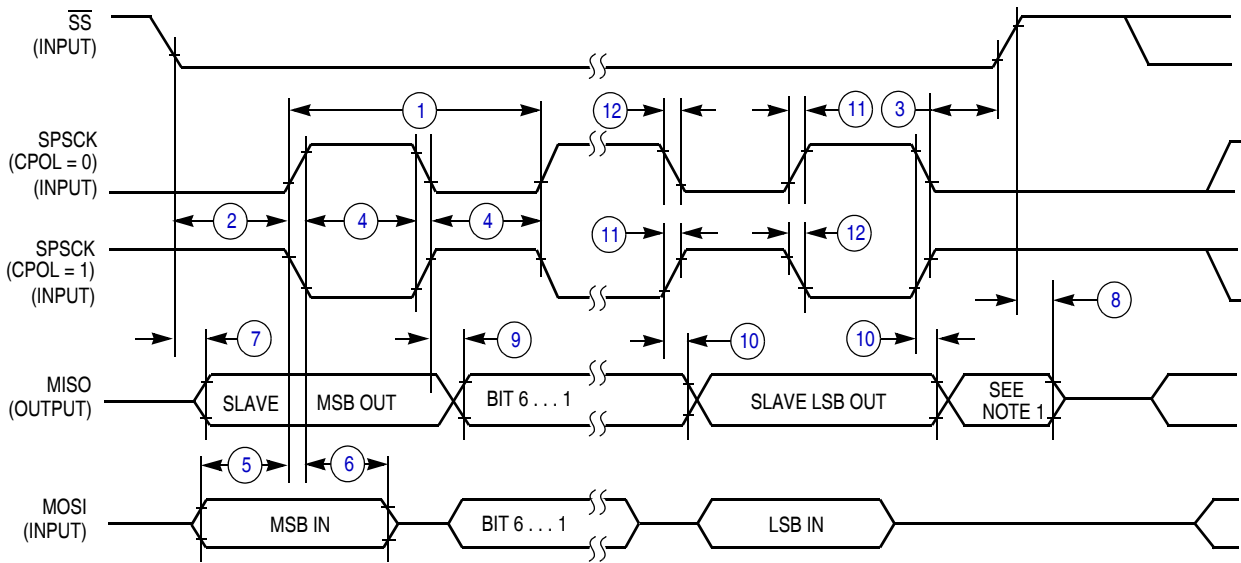 SS
(INPUT)
1
12
11
3
SPSCK
(CPOL = 0)
(INPUT)
2
4
4
SPSCK
(CPOL = 1)
(INPUT)
11
12
8
7
9
10
10
MISO
(OUTPUT)
SLAVE
MSB OUT
BIT 6 . . . 1
SLAVE LSB OUT
SEE
NOTE 1
5
6
MOSI
(INPUT)
MSB IN
BIT 6 . . . 1
LSB IN